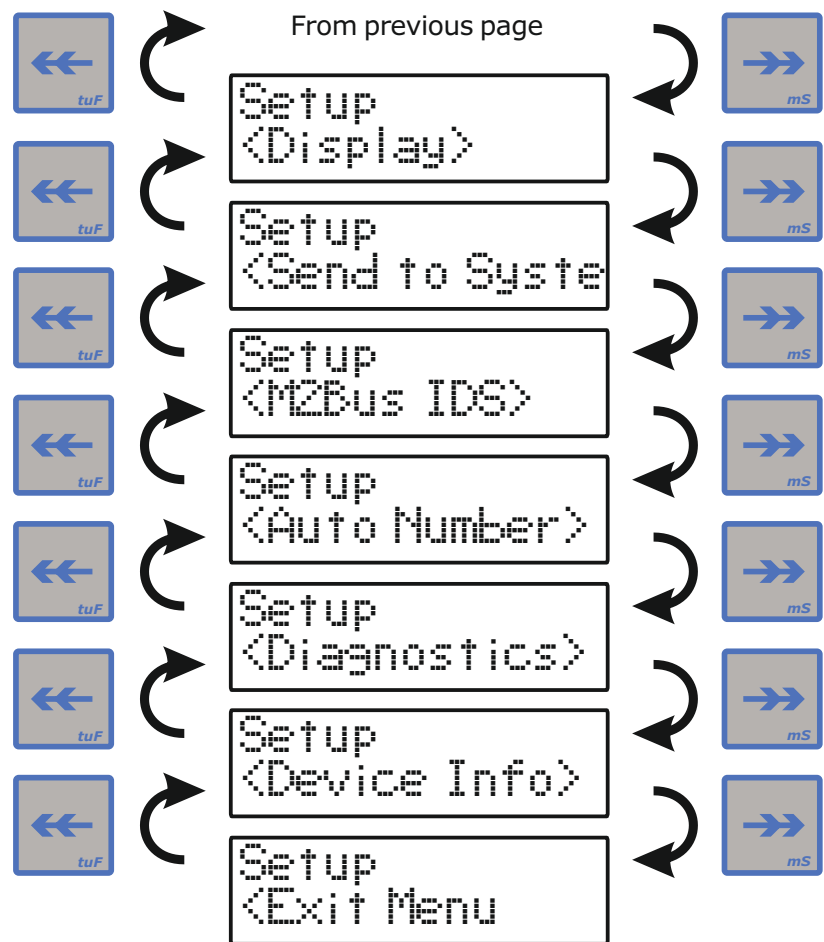 From previous page
tuF
mS
Setup
<Display>
tuF
mS
Setup
<Send to Syste
tuF
mS
Setup
<M2Bus IDS>
tuF
mS
Setup
<Auto Number>
tuF
mS
Setup
<Diagnostics>
tuF
mS
Setup
<Device Info>
tuF
mS
Setup
<Exit Menu